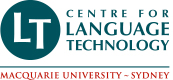 LT
CENTRE FOR
LANGUAGE
TECHNOLOGY
MACQUARIE UNIVERSITY ~ SYDNEY